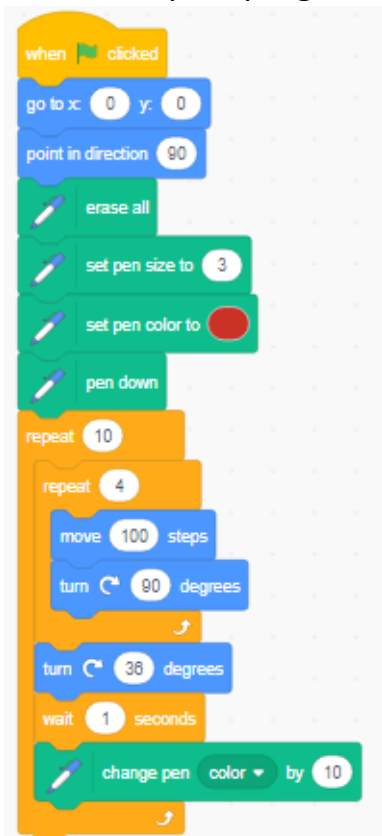 when clicked
go to x: 0 y: 0
point in direction 90
erase all
set pen size to 3
set pen color to
pen down
repeat 10
repeat 4
move 100 steps
turn 90 degrees
turn 36 degrees
wait 1 seconds
change pen color by 10